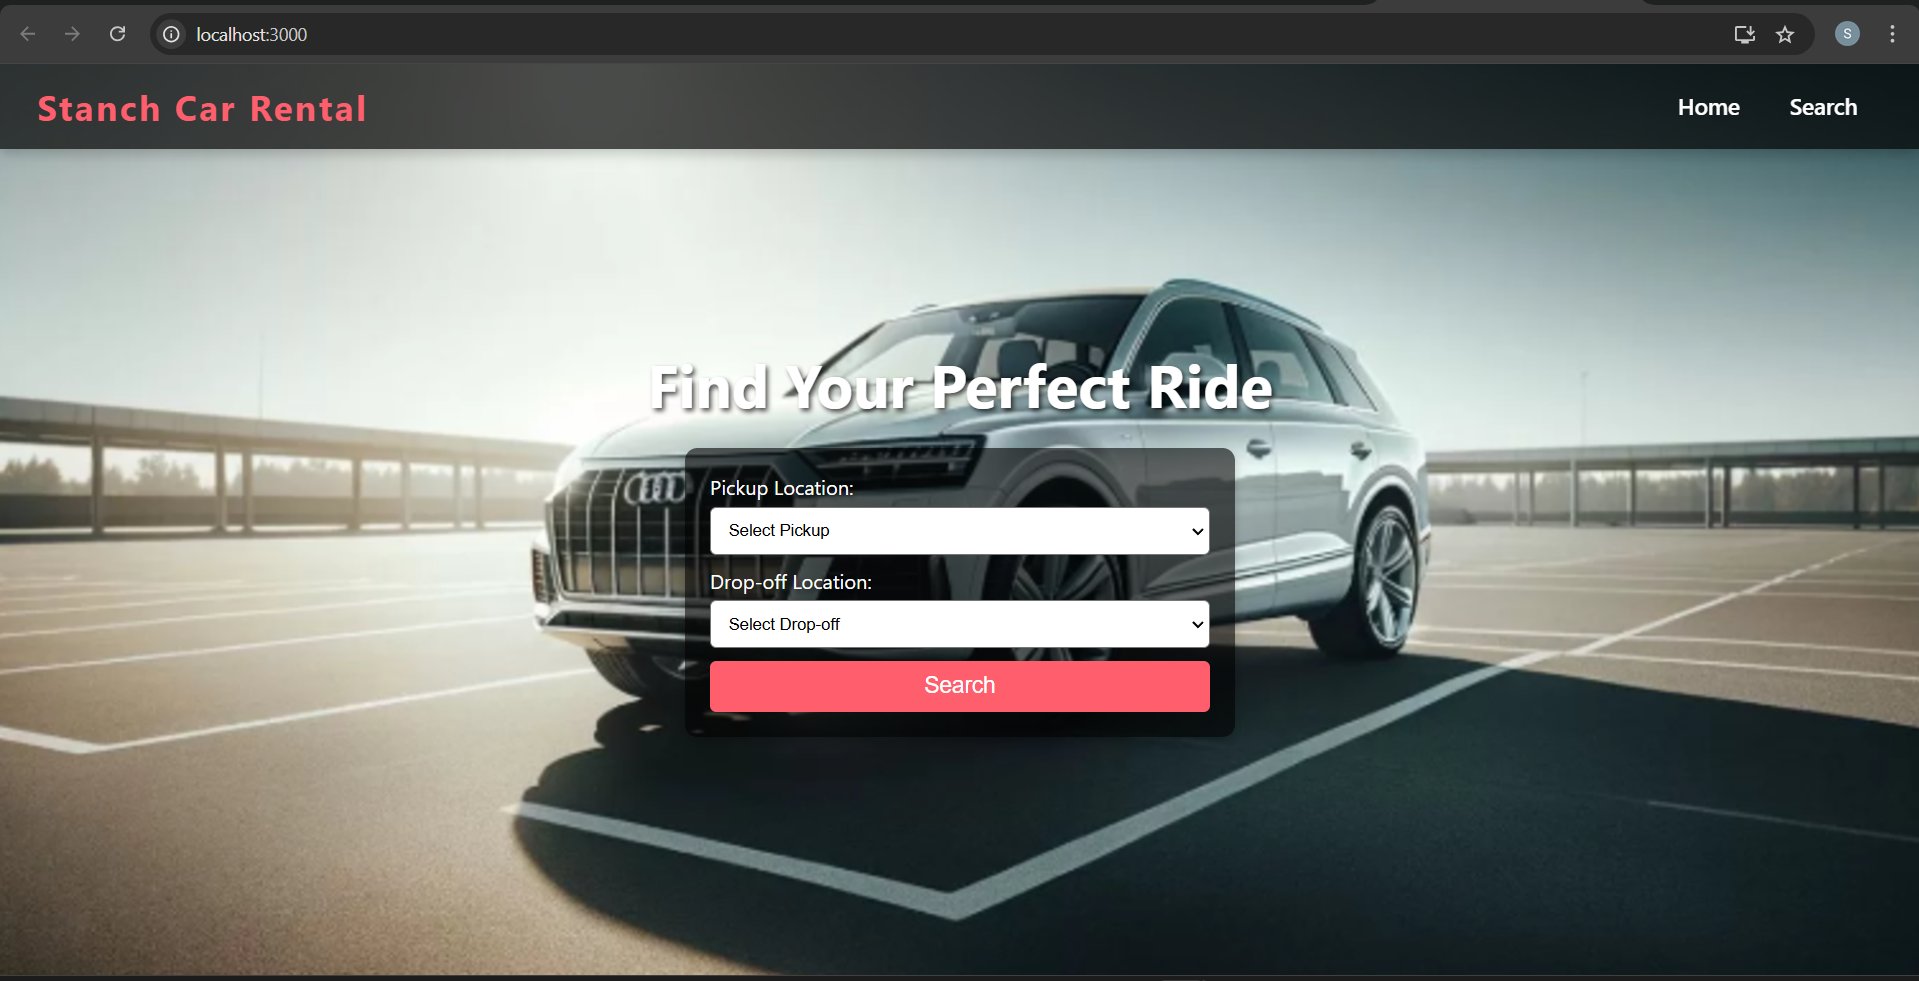 localhost:3000
S
Stanch Car Rental
Home
Search
Find Your Perfect Ride
Pickup Location:
Select Pickup
Drop-off Location:
Select Drop-off
Search